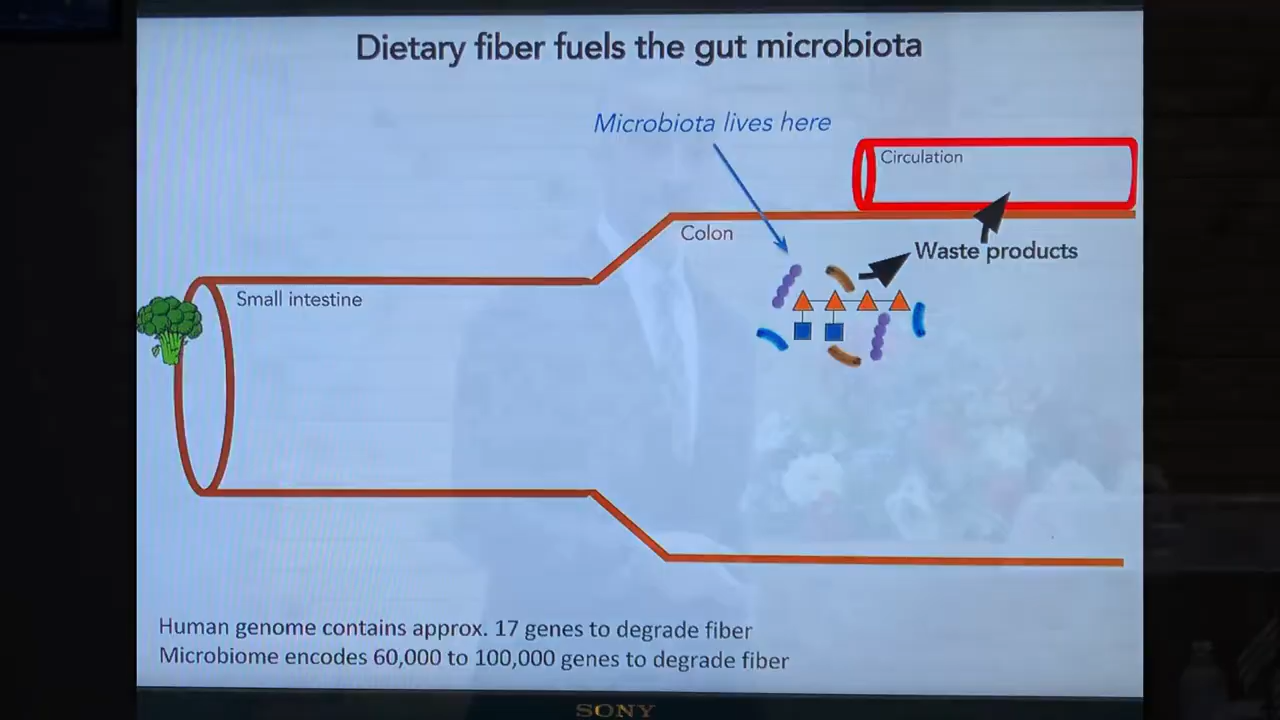 Dietary fiber fuels the gut microbiota
Microbiota lives here
Circulation
Colon
Waste products
Small intestine
Human genome contains approx. 17 genes to degrade fiber
Microbiome encodes 60,000 to 100,000 genes to degrade fiber
SONY